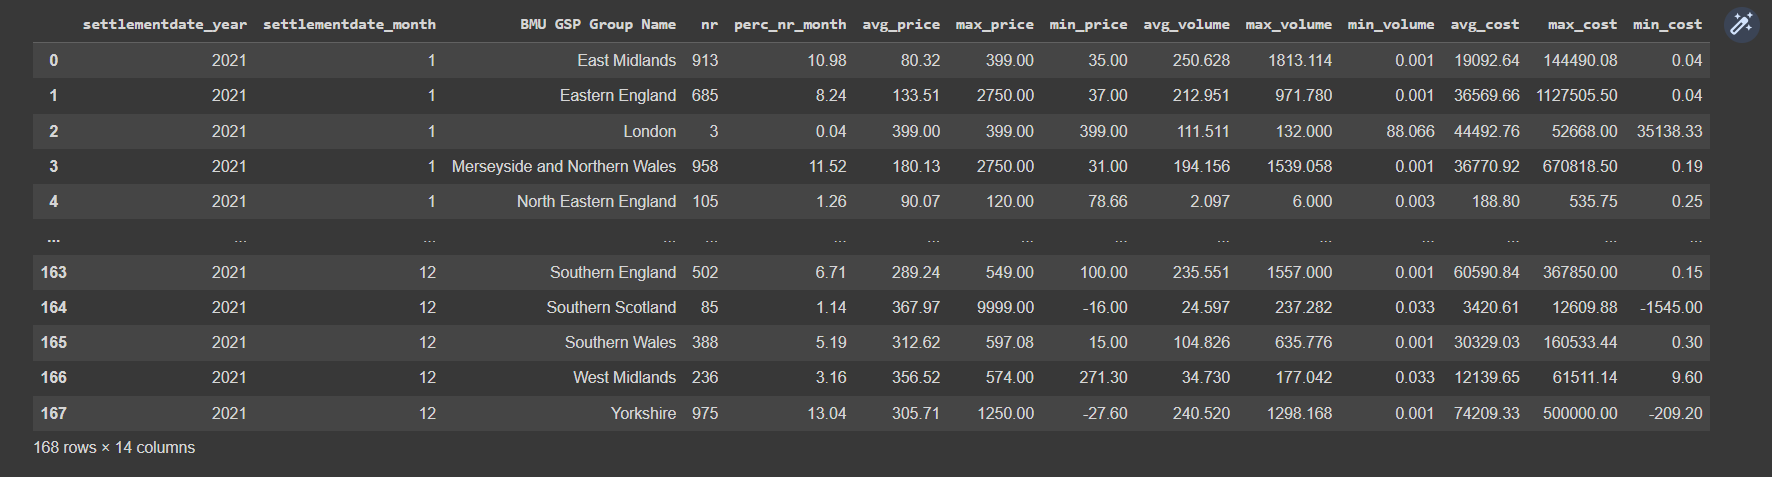 settlementdate_year settlementdate_month BMU GSP Group Name nr perc_nr_month avg_price max_price min_price avg_volume max_volume min_volume avg_cost max_cost min_cost
0 2021 1 East Midlands 913 10.98 80.32 399.00 35.00 250.628 1813.114 0.001 19092.64 144490.08 0.04
1 2021 1 Eastern England 685 8.24 133.51 2750.00 37.00 212.951 971.780 0.001 36569.66 1127505.50 0.04
2 2021 1 London 3 0.04 399.00 399.00 399.00 111.511 132.000 88.066 44492.76 52668.00 35138.33
3 2021 1 Merseyside and Northern Wales 958 11.52 180.13 2750.00 31.00 194.156 1539.058 0.001 36770.92 670818.50 0.19
4 2021 1 North Eastern England 105 1.26 90.07 120.00 78.66 2.097 6.000 0.003 188.80 535.75 0.25
... ... ... ... ... ... ... ... ... ... ... ... ... ... ...
163 2021 12 Southern England 502 6.71 289.24 549.00 100.00 235.551 1557.000 0.001 60590.84 367850.00 0.15
164 2021 12 Southern Scotland 85 1.14 367.97 9999.00 -16.00 24.597 237.282 0.033 3420.61 12609.88 -1545.00
165 2021 12 Southern Wales 388 5.19 312.62 597.08 15.00 104.826 635.776 0.001 30329.03 160533.44 0.30
166 2021 12 West Midlands 236 3.16 356.52 574.00 271.30 34.730 177.042 0.033 12139.65 61511.14 9.60
167 2021 12 Yorkshire 975 13.04 305.71 1250.00 -27.60 240.520 1298.168 0.001 74209.33 500000.00 -209.20
168 rows × 14 columns